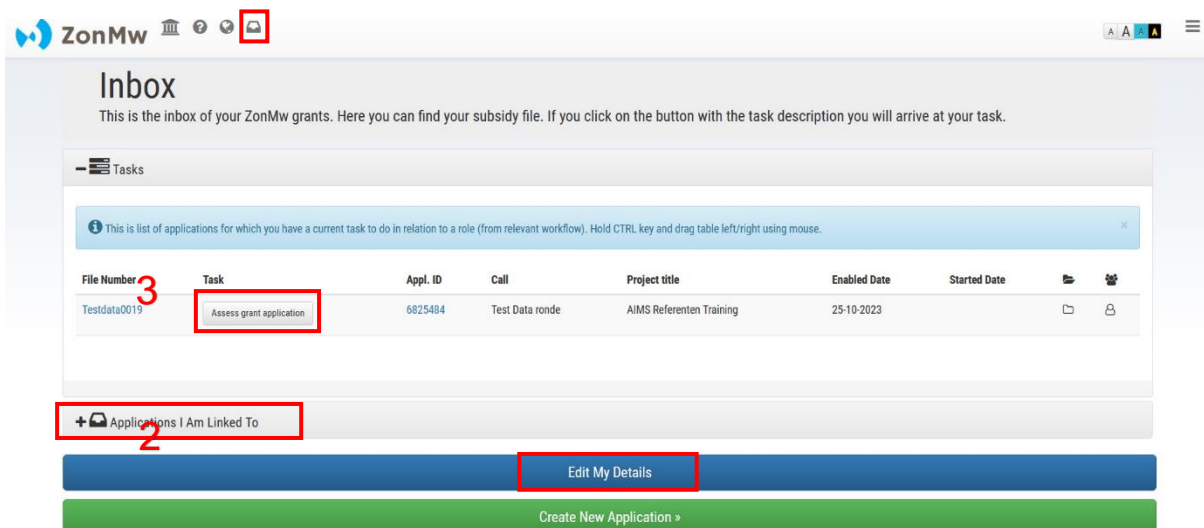 ZonMw
A A A A
Inbox
This is the inbox of your ZonMw grants. Here you can find your subsidy file. If you click on the button with the task description you will arrive at your task.
Tasks
This is list of applications for which you have a current task to do in relation to a role (from relevant workflow). Hold CTRL key and drag table left/right using mouse. ×
File Number Task Appl. ID Call Project title Enabled Date Started Date
3
Testdata0019 Assess grant application 6825484 Test Data ronde AIMS Referenten Training 25-10-2023
Applications I Am Linked To
2
Edit My Details
Create New Application »